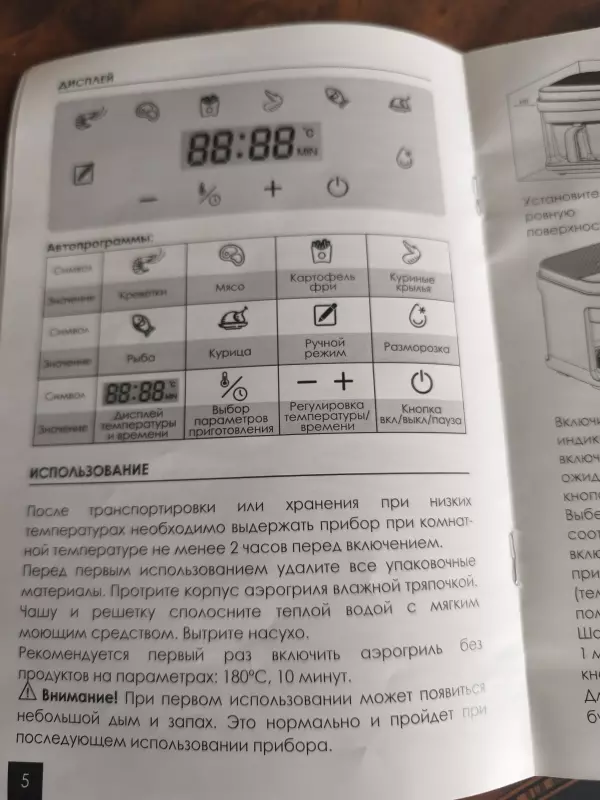 ДИСПЛЕЙ
88:88 °C
MIN
Автопрограммы:
Символ
Значение Креветки Мясо Картофель фри Куриные крылья
Символ
Значение Рыба Курица Ручной режим Разморозка
Символ 88:88 °C MIN
Значение Дисплей температуры и времени Выбор параметров приготовления Регулировка температуры/времени Кнопка вкл/выкл/пауза
ИСПОЛЬЗОВАНИЕ
После транспортировки или хранения при низких
температурах необходимо выдержать прибор при комнат-
ной температуре не менее 2 часов перед включением.
Перед первым использованием удалите все упаковочные
материалы. Протрите корпус аэрогриля влажной тряпочкой.
Чашу и решетку сполосните теплой водой с мягким
моющим средством. Вытрите насухо.
Рекомендуется первый раз включить аэрогриль без
продуктов на параметрах: 180°C, 10 минут.
Внимание! При первом использовании может появиться
небольшой дым и запах. Это нормально и пройдет при
последующем использовании прибора.
5
Установите
ровную